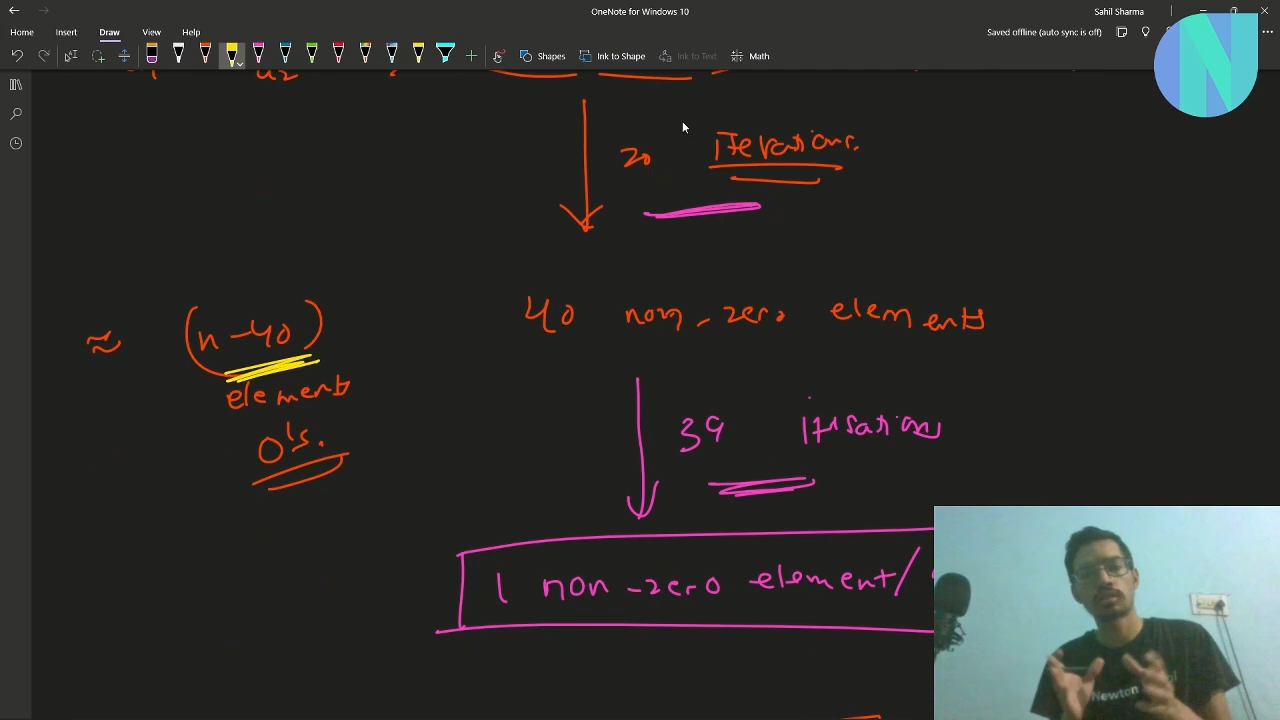 OneNote for Windows 10
Sahil Sharma
Home Insert Draw View Help
Saved offline (auto sync is off)
Shapes Ink to Shape Ink to Text Math
20 iterations.
≈ (n-40)
elements
0's.
40 non-zero elements
39 iterations
1 non-zero element/
Newton